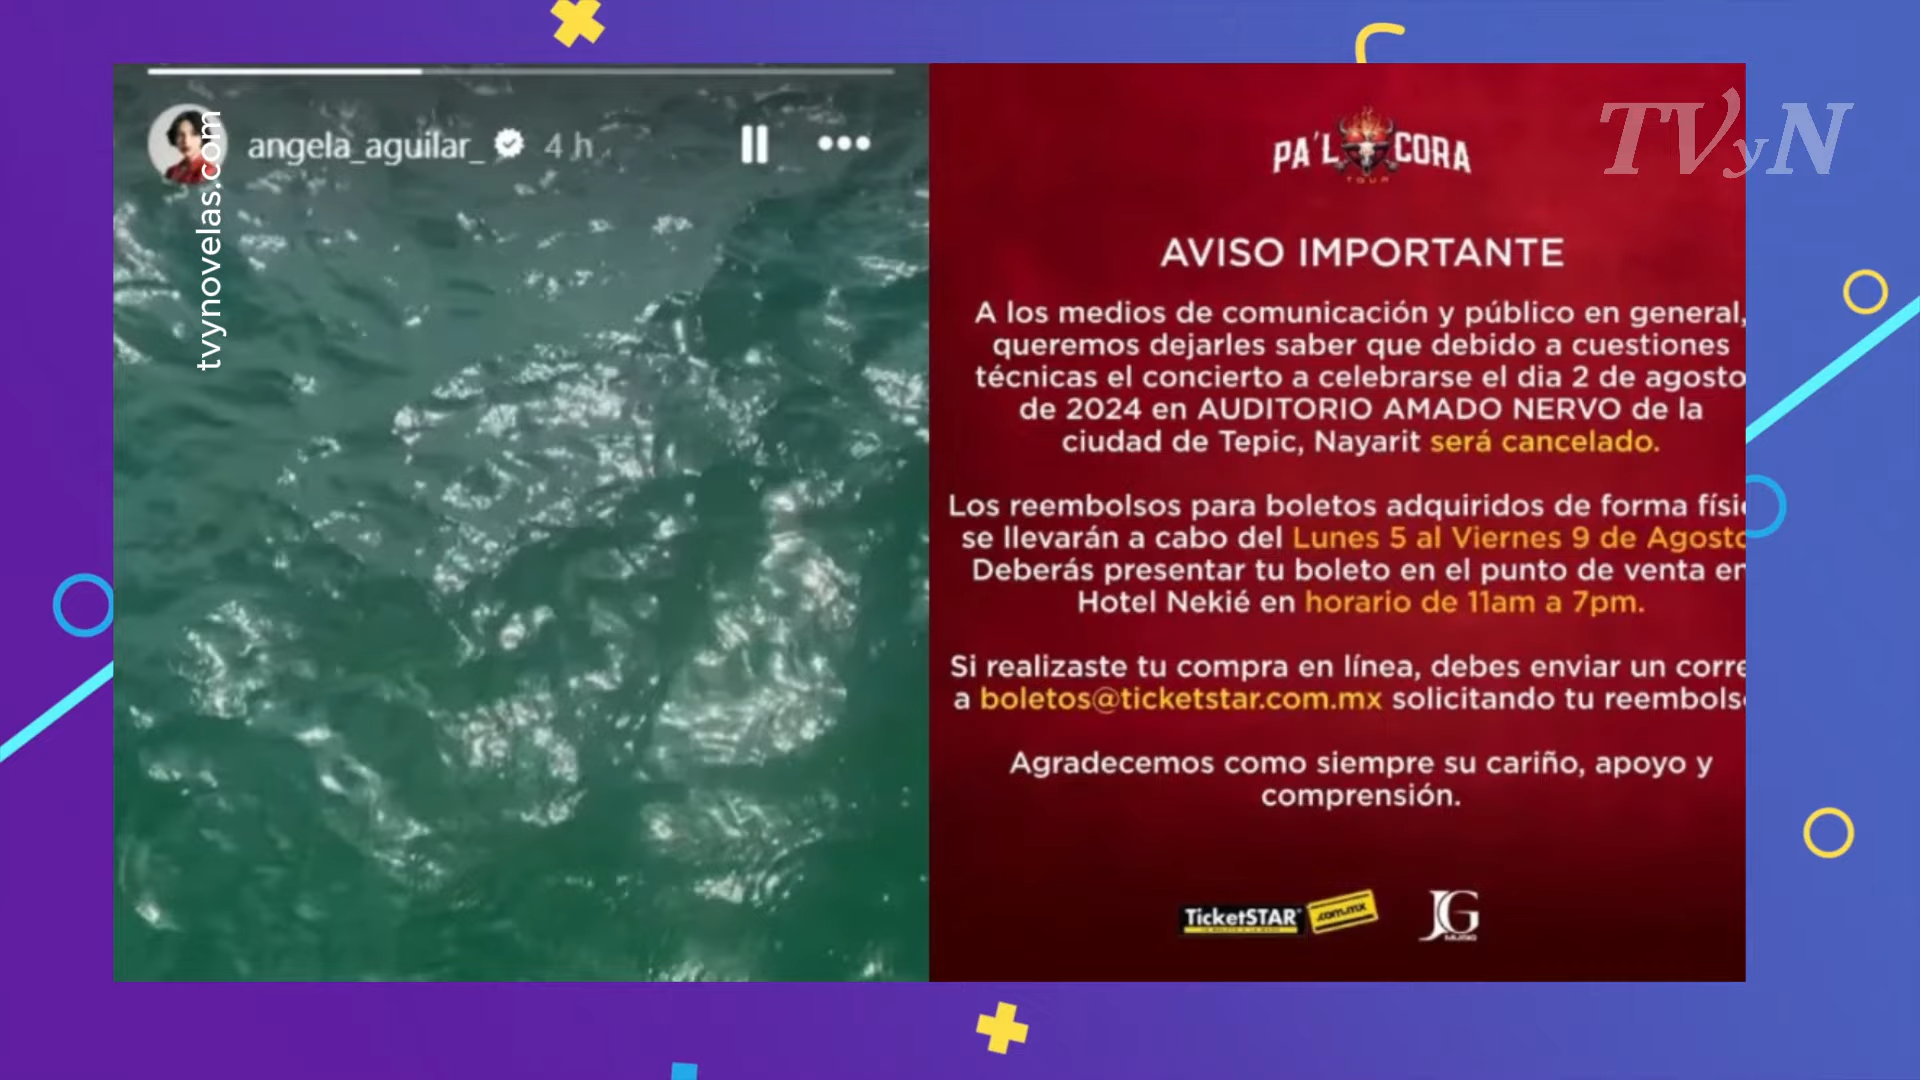 angela_aguilar_ 4 h
tvynovelas.com
PA'L CORA
TOUR
TVyN
AVISO IMPORTANTE
A los medios de comunicación y público en general,
queremos dejarles saber que debido a cuestiones
técnicas el concierto a celebrarse el dia 2 de agosto
de 2024 en AUDITORIO AMADO NERVO de la
ciudad de Tepic, Nayarit será cancelado.
Los reembolsos para boletos adquiridos de forma físic
se llevarán a cabo del Lunes 5 al Viernes 9 de Agosto
Deberás presentar tu boleto en el punto de venta en
Hotel Nekié en horario de 11am a 7pm.
Si realizaste tu compra en línea, debes enviar un corre
a boletos@ticketstar.com.mx solicitando tu reembols
Agradecemos como siempre su cariño, apoyo y
comprensión.
TicketSTAR .com.mx
JG